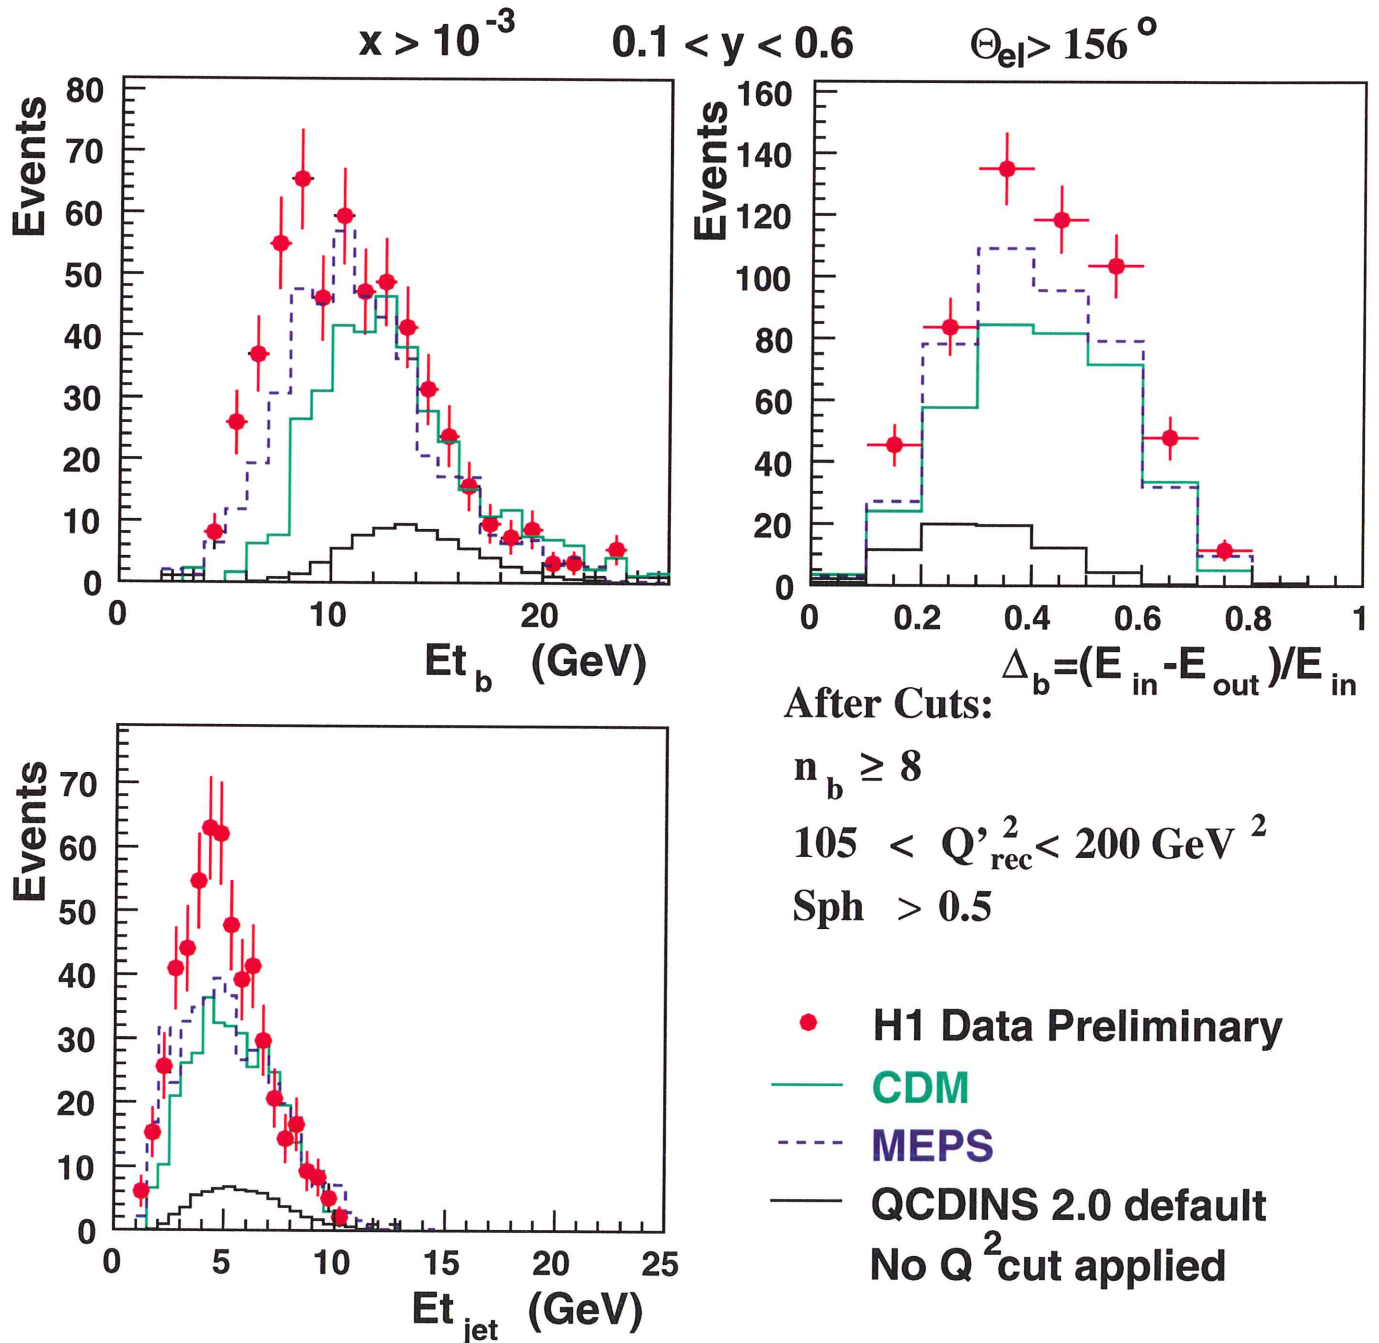 x > 10^-3 0.1 < y < 0.6 Θel > 156°
Events
80
70
60
50
40
30
20
10
0
0 10 20
Et b (GeV)
Events
160
140
120
100
80
60
40
20
0
0 0.2 0.4 0.6 0.8 1
Δb=(E in -E out )/E in
Events
70
60
50
40
30
20
10
0
0 5 10 15 20 25
Et jet (GeV)
After Cuts:
n b ≥ 8
105 < Q’²rec < 200 GeV ²
Sph > 0.5
H1 Data Preliminary
CDM
MEPS
QCDINS 2.0 default
No Q ²cut applied